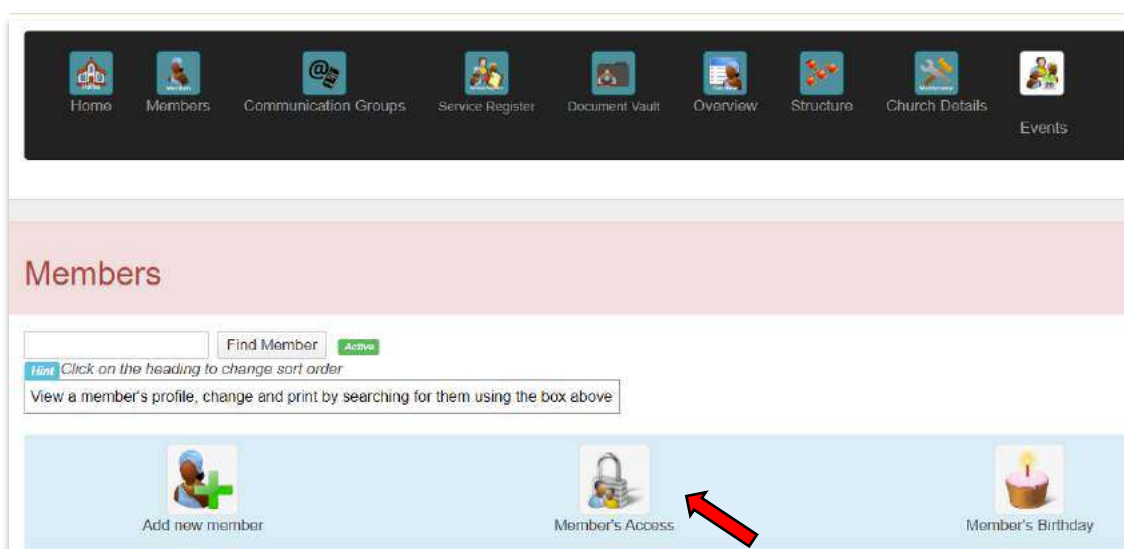 Home Members Communication Groups Service Register Document Vault Overview Structure Church Details
Events
Members
Find Member Active
Hint Click on the heading to change sort order
View a member's profile, change and print by searching for them using the box above
Add new member Member's Access Member's Birthday